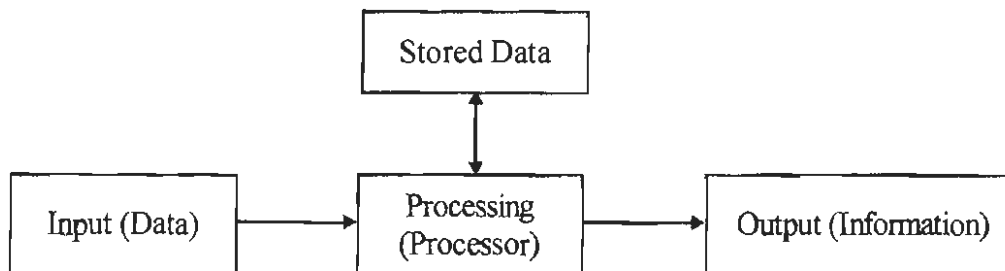 Stored Data
Input (Data)
Processing
(Processor)
Output (Information)